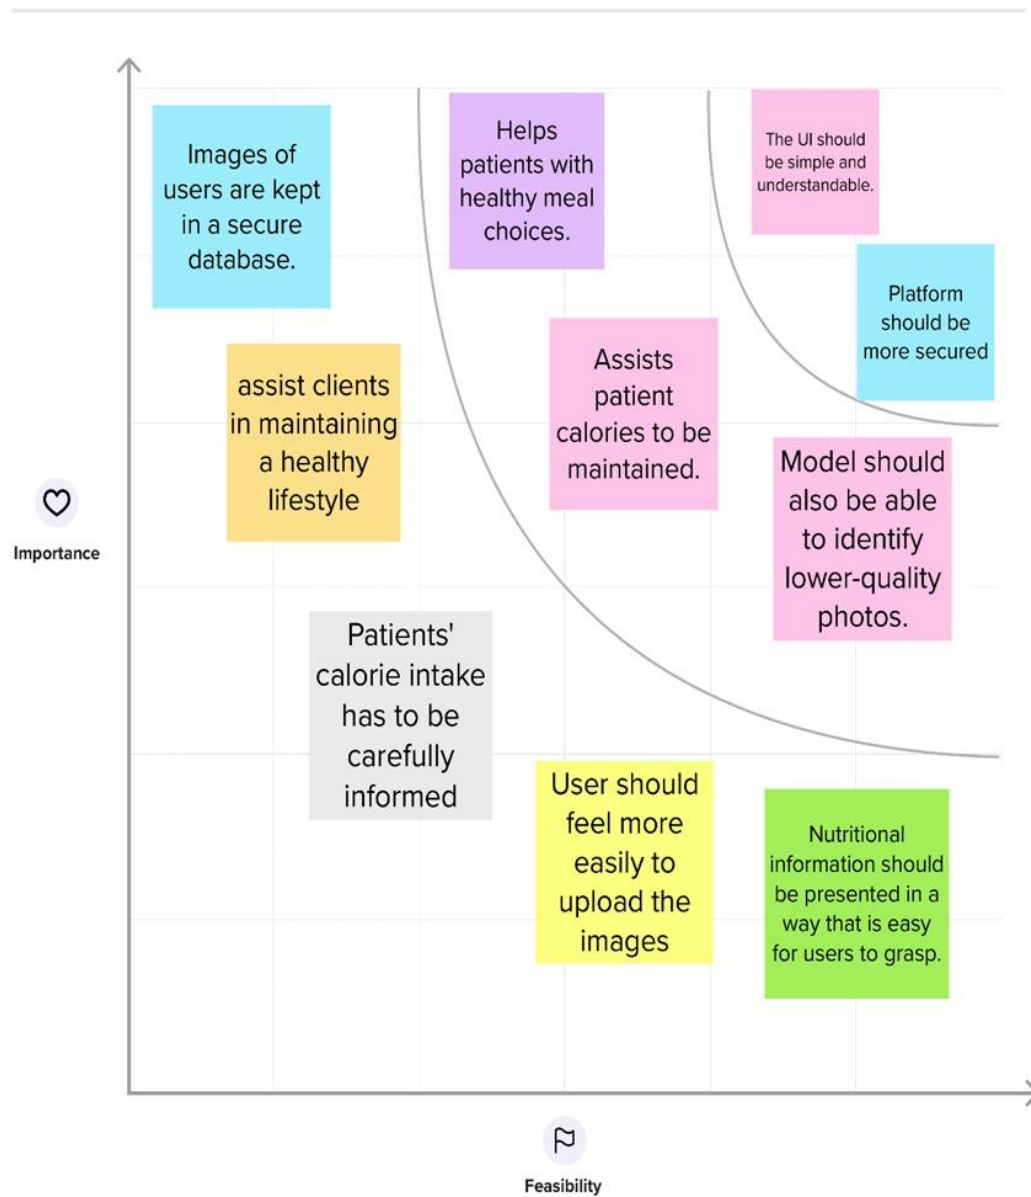 Images of
users are kept
in a secure
database.
Helps
patients with
healthy meal
choices.
The UI should
be simple and
understandable.
Platform
should be
more secured
assist clients
in maintaining
a healthy
lifestyle
Assists
patient
calories to be
maintained.
Model should
also be able
to identify
lower-quality
photos.
Importance
Patients'
calorie intake
has to be
carefully
informed
User should
feel more
easily to
upload the
images
Nutritional
information should
be presented in a
way that is easy
for users to grasp.
Feasibility